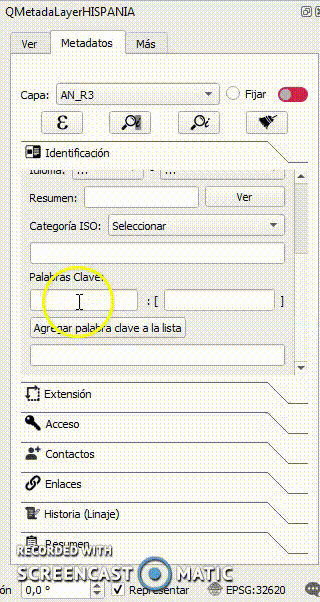 QMetadaLayerHISPANIA
Ver Metadatos Más
Capa: AN_R3 Fijar
Identificación
Idioma:
Resumen: Ver
Categoría ISO: Seleccionar
Palabras Clave:
: [ ]
Agregar palabra clave a la lista
Extensión
Acceso
Contactos
Enlaces
Historia (Linaje)
Resumen
RECORDED WITH
SCREENCAST MATIC
ón 0,0 ° Representar EPSG:32620